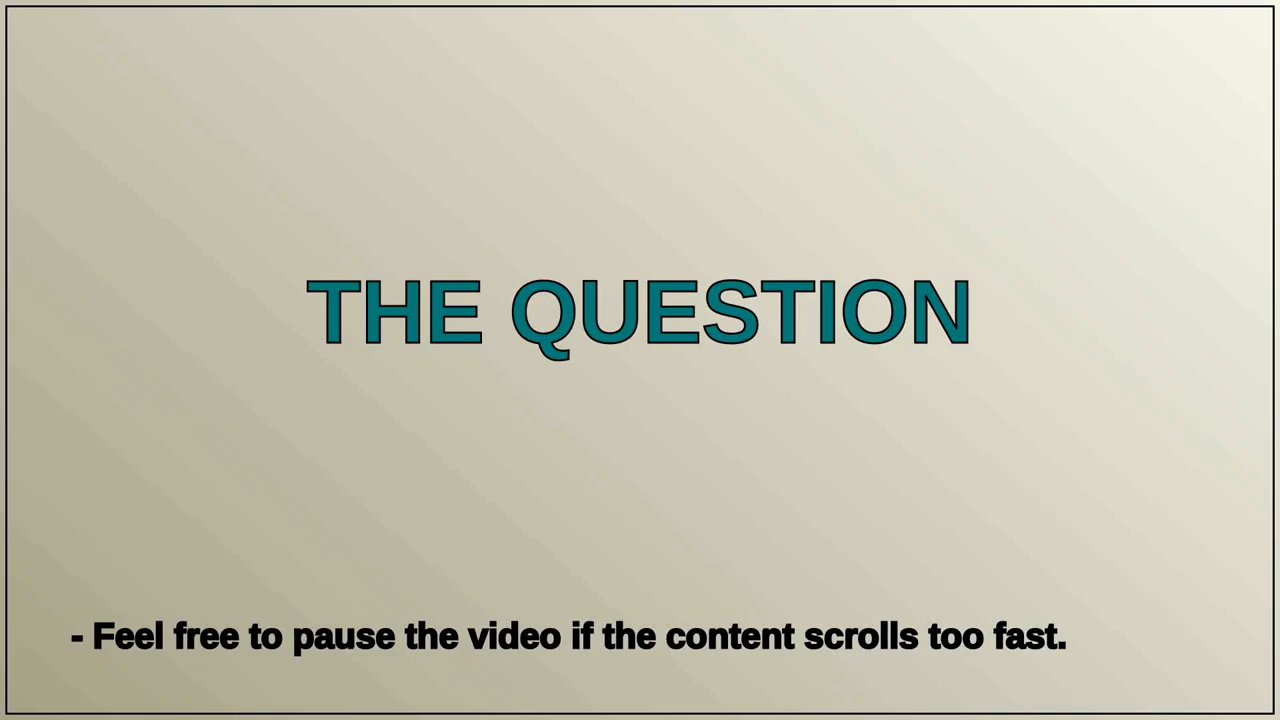 THE QUESTION
- Feel free to pause the video if the content scrolls too fast.